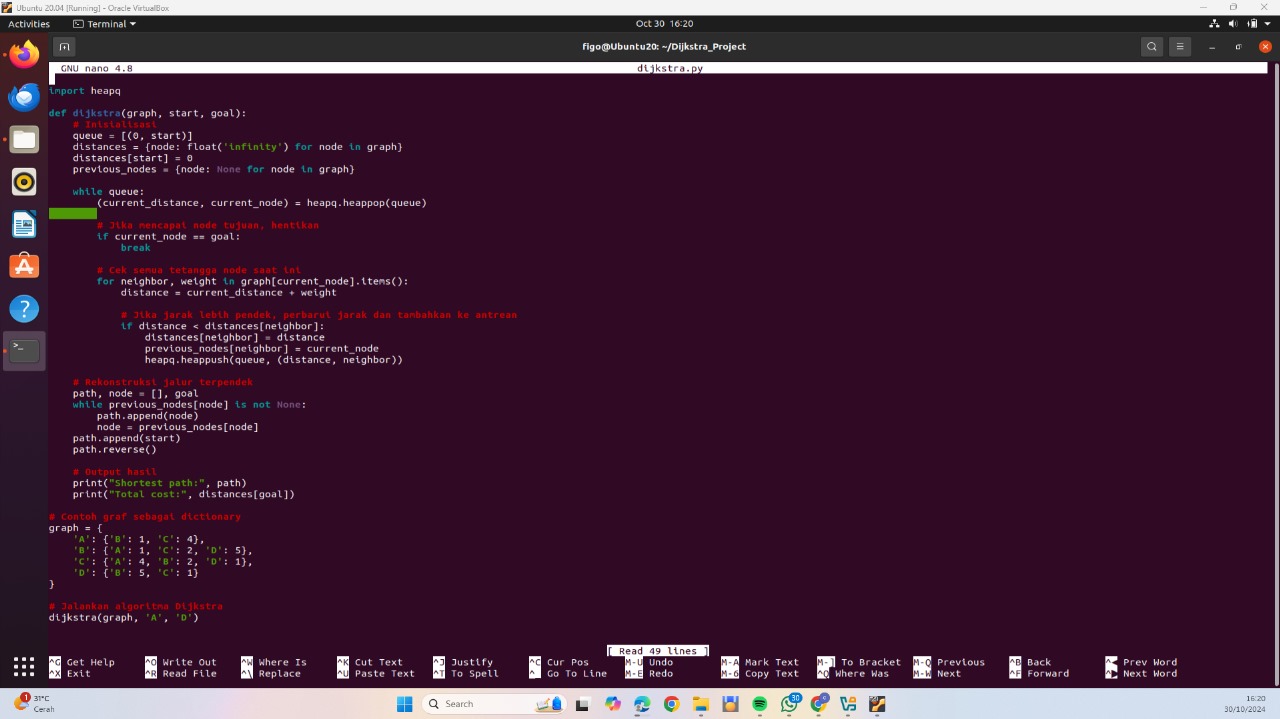 Ubuntu 20.04 [Running] - Oracle VirtualBox
Activities Terminal Oct 30 16:20
figo@Ubuntu20: ~/Dijkstra_Project
GNU nano 4.8 dijkstra.py
import heapq
def dijkstra(graph, start, goal):
    # Inisialisasi
    queue = [(0, start)]
    distances = {node: float('infinity') for node in graph}
    distances[start] = 0
    previous_nodes = {node: None for node in graph}
    while queue:
        (current_distance, current_node) = heapq.heappop(queue)
        # Jika mencapai node tujuan, hentikan
        if current_node == goal:
            break
        # Cek semua tetangga node saat ini
        for neighbor, weight in graph[current_node].items():
            distance = current_distance + weight
            # Jika jarak lebih pendek, perbarui jarak dan tambahkan ke antrean
            if distance < distances[neighbor]:
                distances[neighbor] = distance
                previous_nodes[neighbor] = current_node
                heapq.heappush(queue, (distance, neighbor))
    # Rekonstruksi jalur terpendek
    path, node = [], goal
    while previous_nodes[node] is not None:
        path.append(node)
        node = previous_nodes[node]
    path.append(start)
    path.reverse()
    # Output hasil
    print("Shortest path:", path)
    print("Total cost:", distances[goal])
# Contoh graf sebagai dictionary
graph = {
    'A': {'B': 1, 'C': 4},
    'B': {'A': 1, 'C': 2, 'D': 5},
    'C': {'A': 4, 'B': 2, 'D': 1},
    'D': {'B': 5, 'C': 1}
}
# Jalankan algoritma Dijkstra
dijkstra(graph, 'A', 'D')
[ Read 49 lines ]
^G Get Help ^O Write Out ^W Where Is ^K Cut Text ^J Justify ^C Cur Pos M-U Undo M-A Mark Text M-] To Bracket M-Q Previous ^B Back ^◀ Prev Word
^X Exit ^R Read File ^\ Replace ^U Paste Text ^T To Spell ^_ Go To Line M-E Redo M-6 Copy Text ^Q Where Was M-W Next ^F Forward ^▶ Next Word
1 31°C
Cerah
Search
30
16:20
30/10/2024